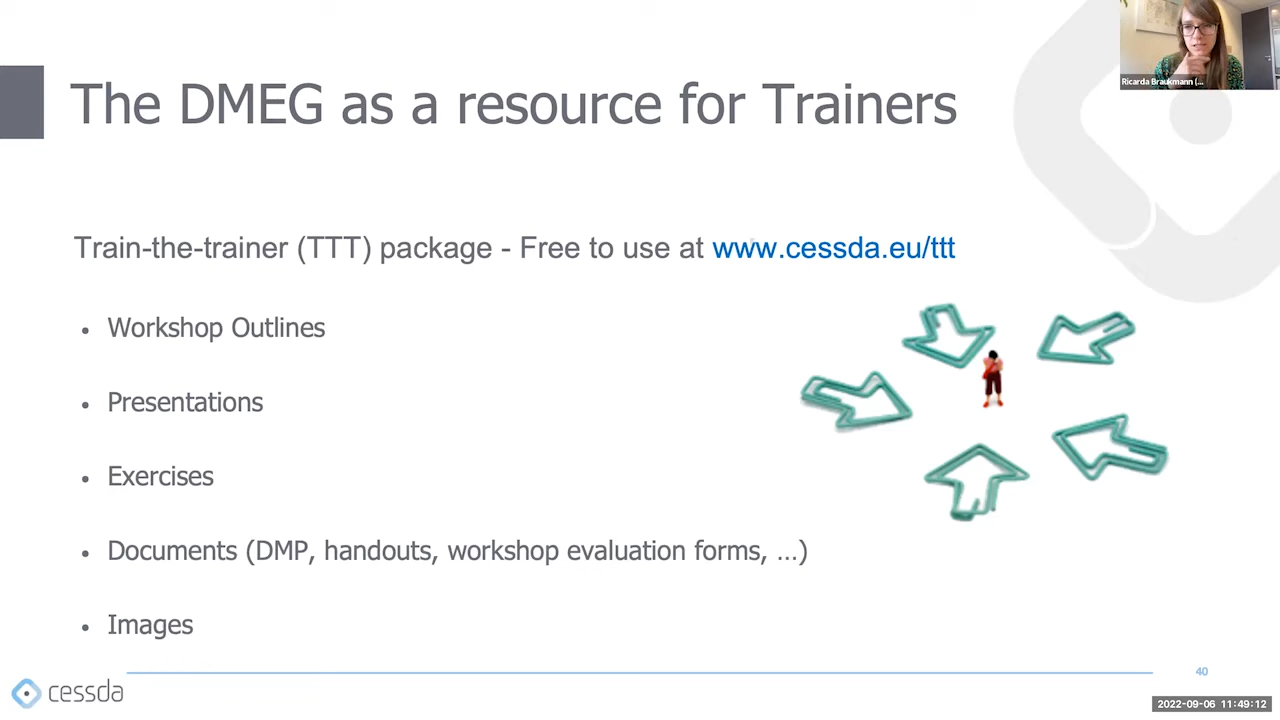 Ricarda Braukmann (...
The DMEG as a resource for Trainers
Train-the-trainer (TTT) package - Free to use at www.cessda.eu/ttt
• Workshop Outlines
• Presentations
• Exercises
• Documents (DMP, handouts, workshop evaluation forms, ...)
• Images
cessda
40
2022-09-06 11:49:12